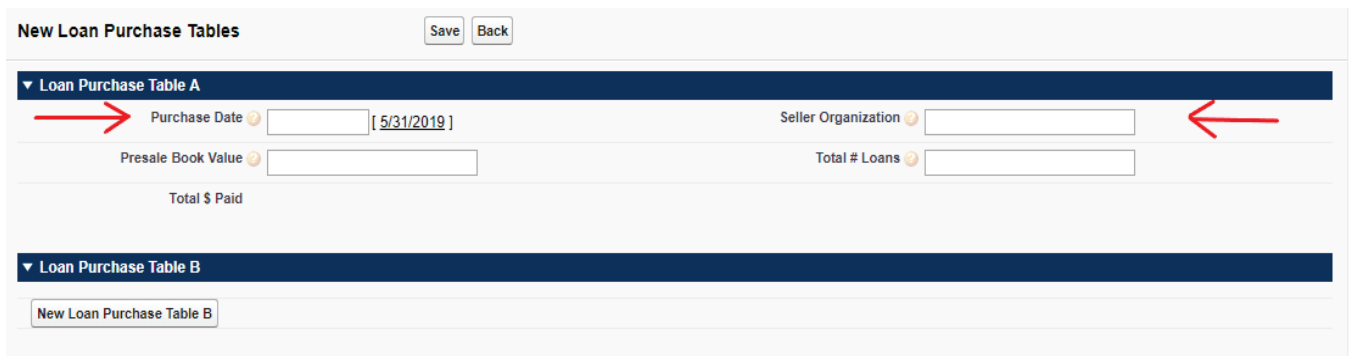 New Loan Purchase Tables Save Back
▼ Loan Purchase Table A
Purchase Date ? [ 5/31/2019 ] Seller Organization ?
Presale Book Value ? Total # Loans ?
Total $ Paid
▼ Loan Purchase Table B
New Loan Purchase Table B